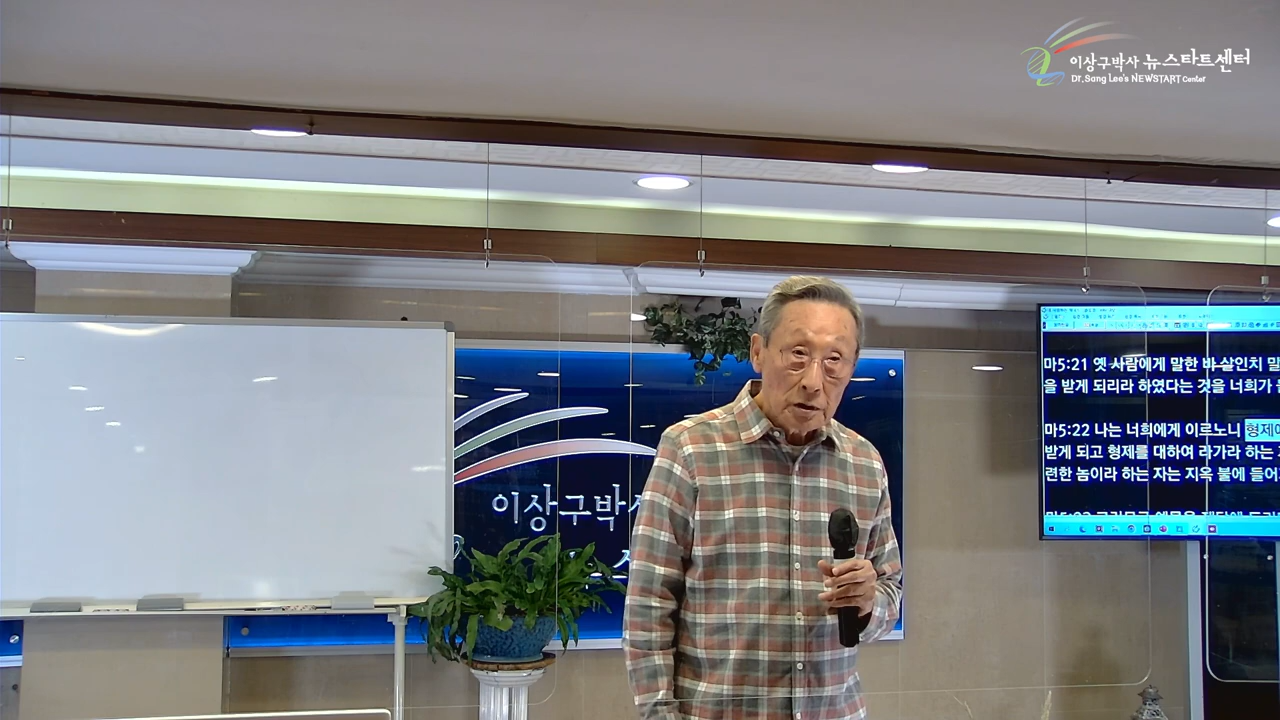 이상구박사 뉴스타트센터
Dr. Sang Lee's NEWSTART Center
이상구박사
마5:21 옛 사람에게 말한 바 살인치 말
을 받게 되리라 하였다는 것을 너희가
마5:22 나는 너희에게 이르노니 형제에
받게 되고 형제를 대하여 라가라 하는
련한 놈이라 하는 자는 지옥 불에 들어가